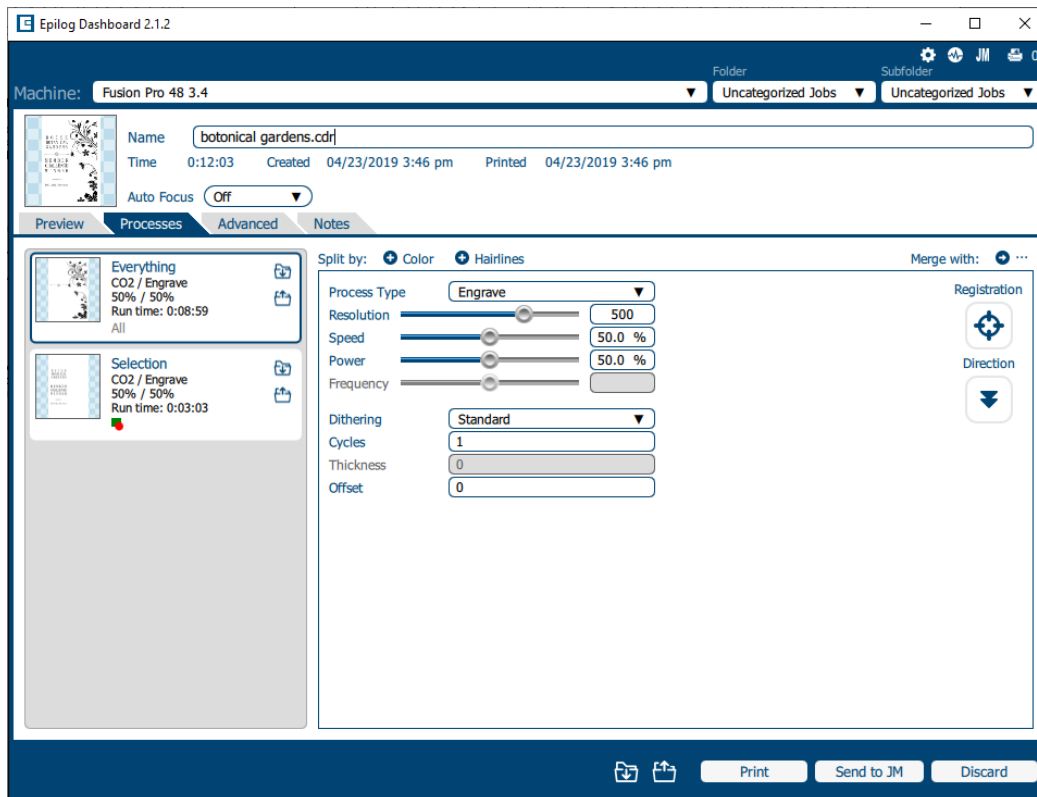 Epilog Dashboard 2.1.2
JM
Folder
Subfolder
Machine: Fusion Pro 48 3.4 ▼ Uncategorized Jobs ▼ Uncategorized Jobs ▼
Name botonical gardens.cdr
Time 0:12:03 Created 04/23/2019 3:46 pm Printed 04/23/2019 3:46 pm
Auto Focus Off ▼
Preview Processes Advanced Notes
Everything
CO2 / Engrave
50% / 50%
Run time: 0:08:59
All
Selection
CO2 / Engrave
50% / 50%
Run time: 0:03:03
Split by: Color Hairlines Merge with: ...
Process Type Engrave ▼
Resolution 500
Speed 50.0 %
Power 50.0 %
Frequency
Dithering Standard ▼
Cycles 1
Thickness 0
Offset 0
Registration
Direction
Print Send to JM Discard